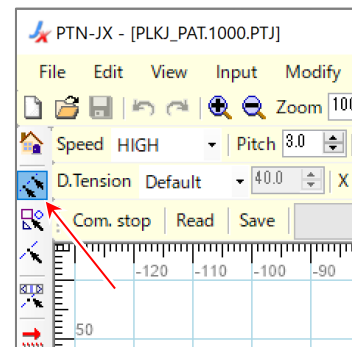 PTN-JX - [PLKJ_PAT.1000.PTJ]
File Edit View Input Modify
Zoom 100
Speed HIGH Pitch 3.0
D.Tension Default 40.0 X
Com. stop Read Save
-120 -110 -100 -90
50